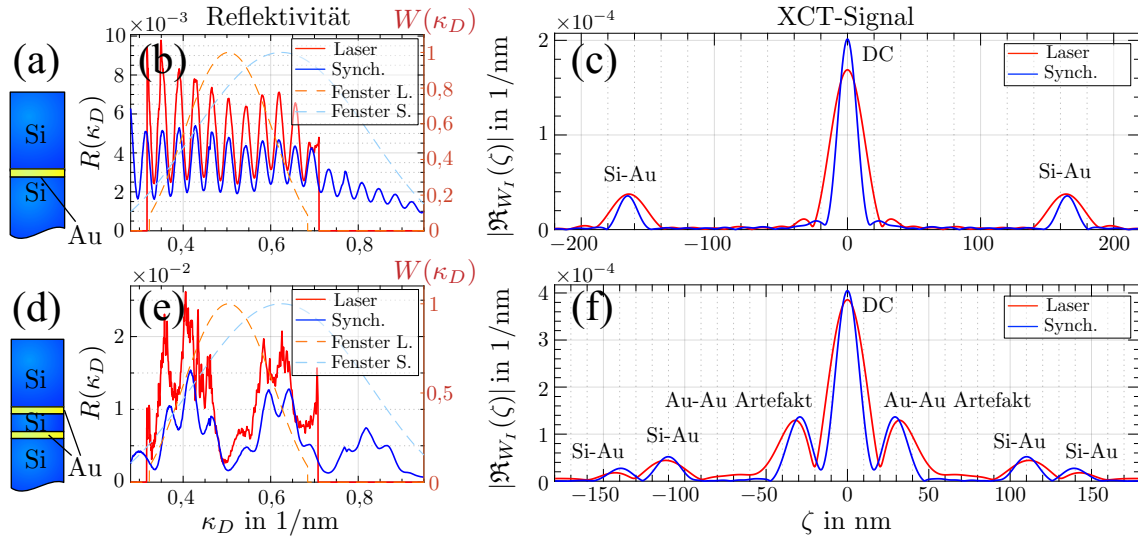 Reflektivität
XCT-Signal
(a)
Si
Si
Au
(b)
×10⁻³
W(κ_D)
R(κ_D)
10
8
6
4
2
0
1
0,8
0,6
0,4
0,2
0
0,4
0,6
0,8
Laser
Synch.
Fenster L.
Fenster S.
(c)
×10⁻⁴
|ℜ_{W_I}(ζ)| in 1/nm
2
1
0
DC
Si-Au
Si-Au
Laser
Synch.
−200
−100
0
100
200
(d)
Si
Si
Si
Au
(e)
×10⁻²
W(κ_D)
R(κ_D)
2
1
0
1
0,8
0,5
0
0,4
0,6
0,8
κ_D in 1/nm
Laser
Synch.
Fenster L.
Fenster S.
(f)
×10⁻⁴
|ℜ_{W_I}(ζ)| in 1/nm
4
3
2
1
0
DC
Au-Au Artefakt
Au-Au Artefakt
Si-Au
Si-Au
Si-Au
Si-Au
Laser
Synch.
−150
−100
−50
0
50
100
150
ζ in nm